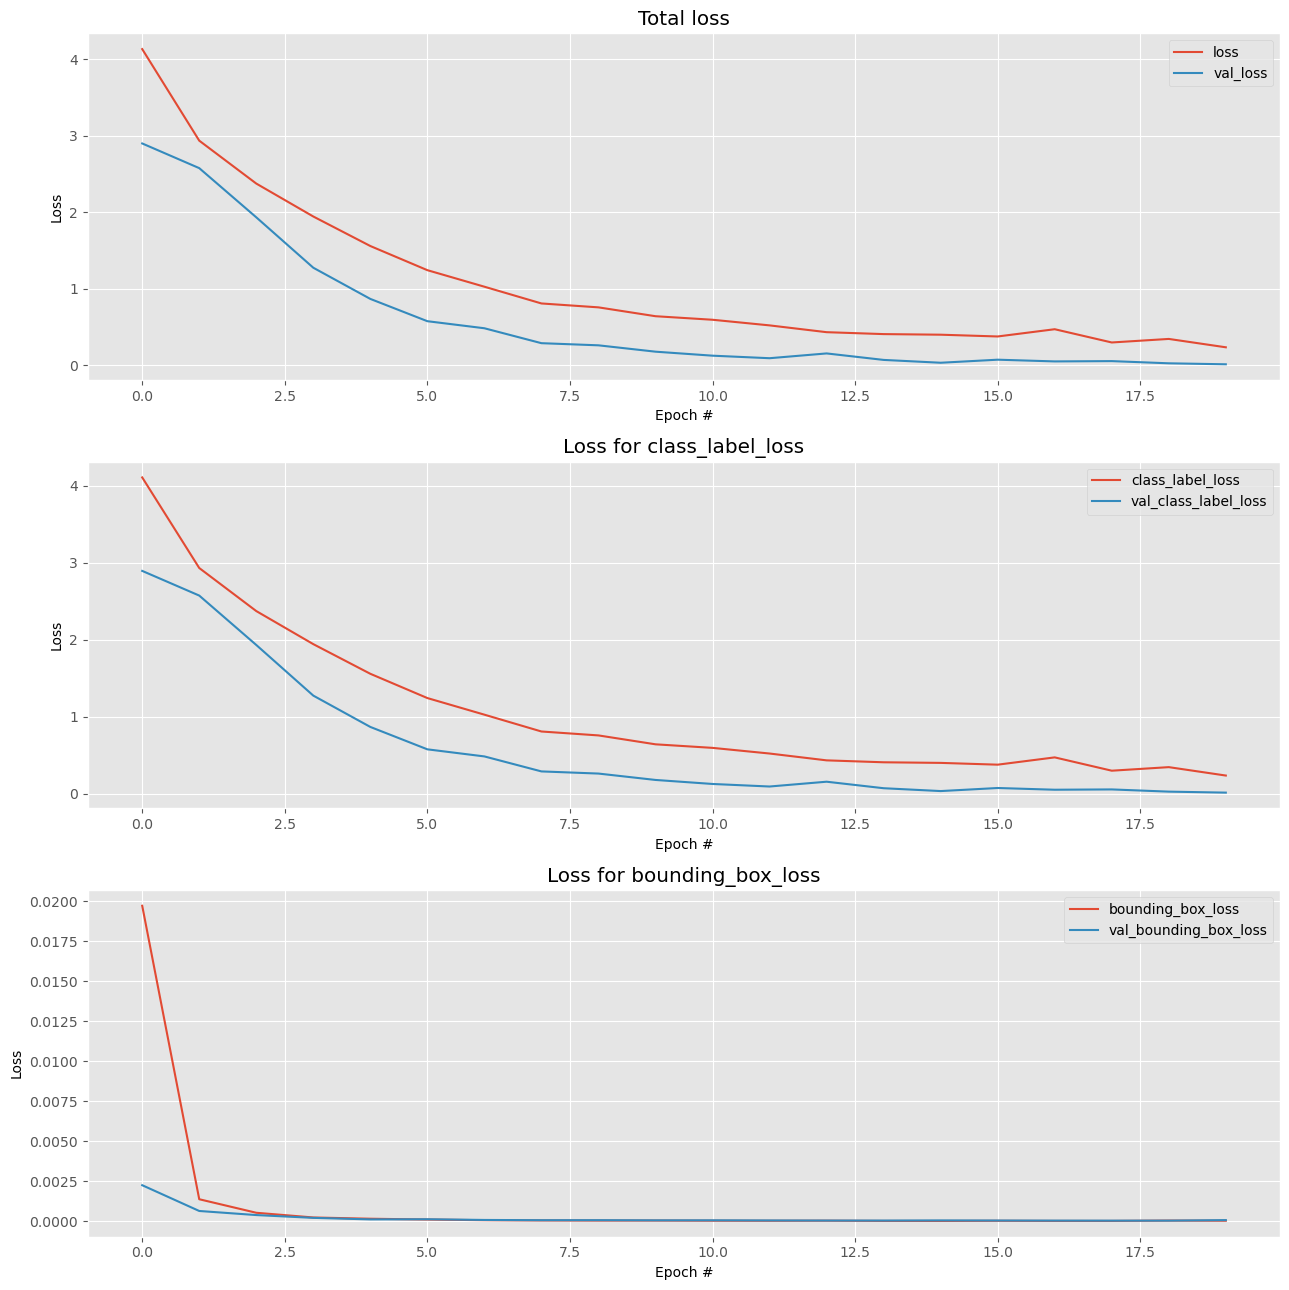 Total loss
loss
val_loss
4
3
2
1
0
Loss
0.0 2.5 5.0 7.5 10.0 12.5 15.0 17.5
Epoch #
Loss for class_label_loss
class_label_loss
val_class_label_loss
4
3
2
1
0
Loss
0.0 2.5 5.0 7.5 10.0 12.5 15.0 17.5
Epoch #
Loss for bounding_box_loss
bounding_box_loss
val_bounding_box_loss
0.0200
0.0175
0.0150
0.0125
0.0100
0.0075
0.0050
0.0025
0.0000
Loss
0.0 2.5 5.0 7.5 10.0 12.5 15.0 17.5
Epoch #